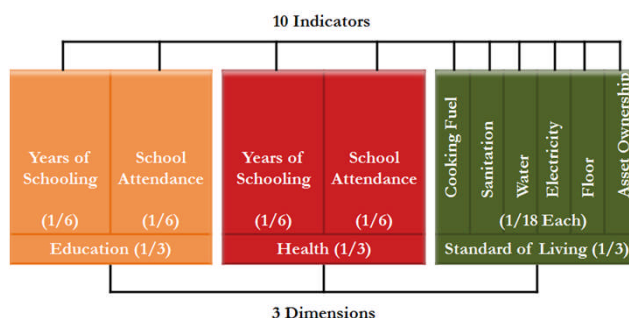 10 Indicators
Years of
Schooling
(1/6)
School
Attendance
(1/6)
Education (1/3)
Years of
Schooling
(1/6)
School
Attendance
(1/6)
Health (1/3)
Cooking Fuel
Sanitation
Water
Electricity
Floor
Asset Ownership
(1/18 Each)
Standard of Living (1/3)
3 Dimensions